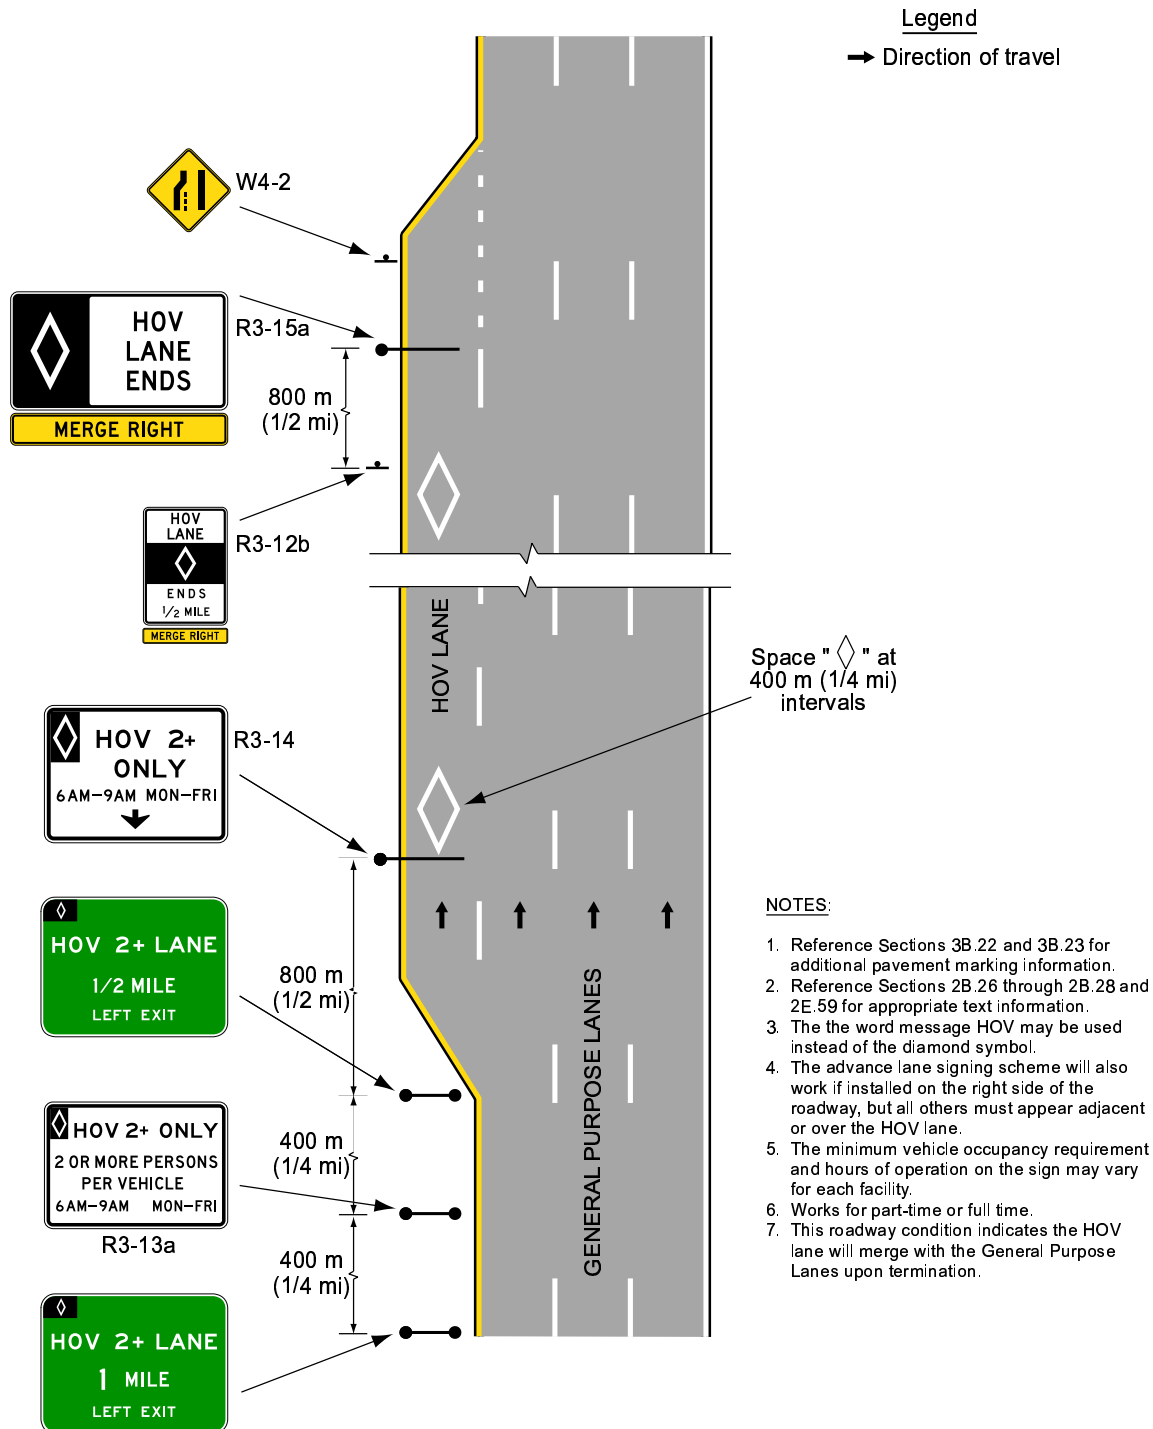 Legend
Direction of travel
W4-2
HOV
LANE
ENDS
MERGE RIGHT
R3-15a
800 m
(1/2 mi)
HOV
LANE
ENDS
1/2 MILE
MERGE RIGHT
R3-12b
HOV LANE
Space " " at
400 m (1/4 mi)
intervals
HOV 2+
ONLY
6AM–9AM MON–FRI
R3-14
HOV 2+ LANE
1/2 MILE
LEFT EXIT
800 m
(1/2 mi)
GENERAL PURPOSE LANES
HOV 2+ ONLY
2 OR MORE PERSONS
PER VEHICLE
6AM–9AM MON–FRI
R3-13a
400 m
(1/4 mi)
400 m
(1/4 mi)
HOV 2+ LANE
1 MILE
LEFT EXIT
NOTES:
1. Reference Sections 3B.22 and 3B.23 for
additional pavement marking information.
2. Reference Sections 2B.26 through 2B.28 and
2E.59 for appropriate text information.
3. The the word message HOV may be used
instead of the diamond symbol.
4. The advance lane signing scheme will also
work if installed on the right side of the
roadway, but all others must appear adjacent
or over the HOV lane.
5. The minimum vehicle occupancy requirement
and hours of operation on the sign may vary
for each facility.
6. Works for part-time or full time.
7. This roadway condition indicates the HOV
lane will merge with the General Purpose
Lanes upon termination.